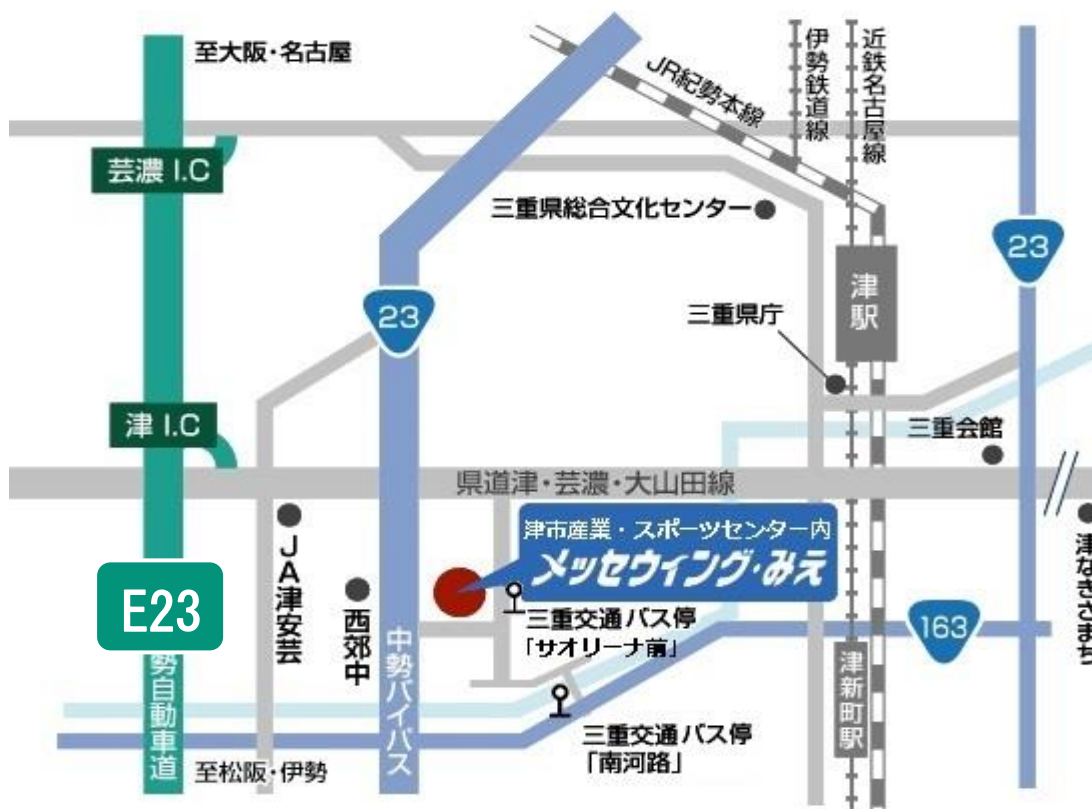 至大阪・名古屋
JR紀勢本線
伊勢鉄道線
近鉄名古屋線
芸濃 I.C
三重県総合文化センター
23
23
津駅
三重県庁
津 I.C
三重会館
県道津・芸濃・大山田線
津市産業・スポーツセンター内
メッセウィング・みえ
JA津安芸
西郊中
E23
三重交通バス停
「サオリーナ前」
163
津なぎさまち
勢自動車道
中勢バイパス
津新町駅
三重交通バス停
「南河路」
至松阪・伊勢